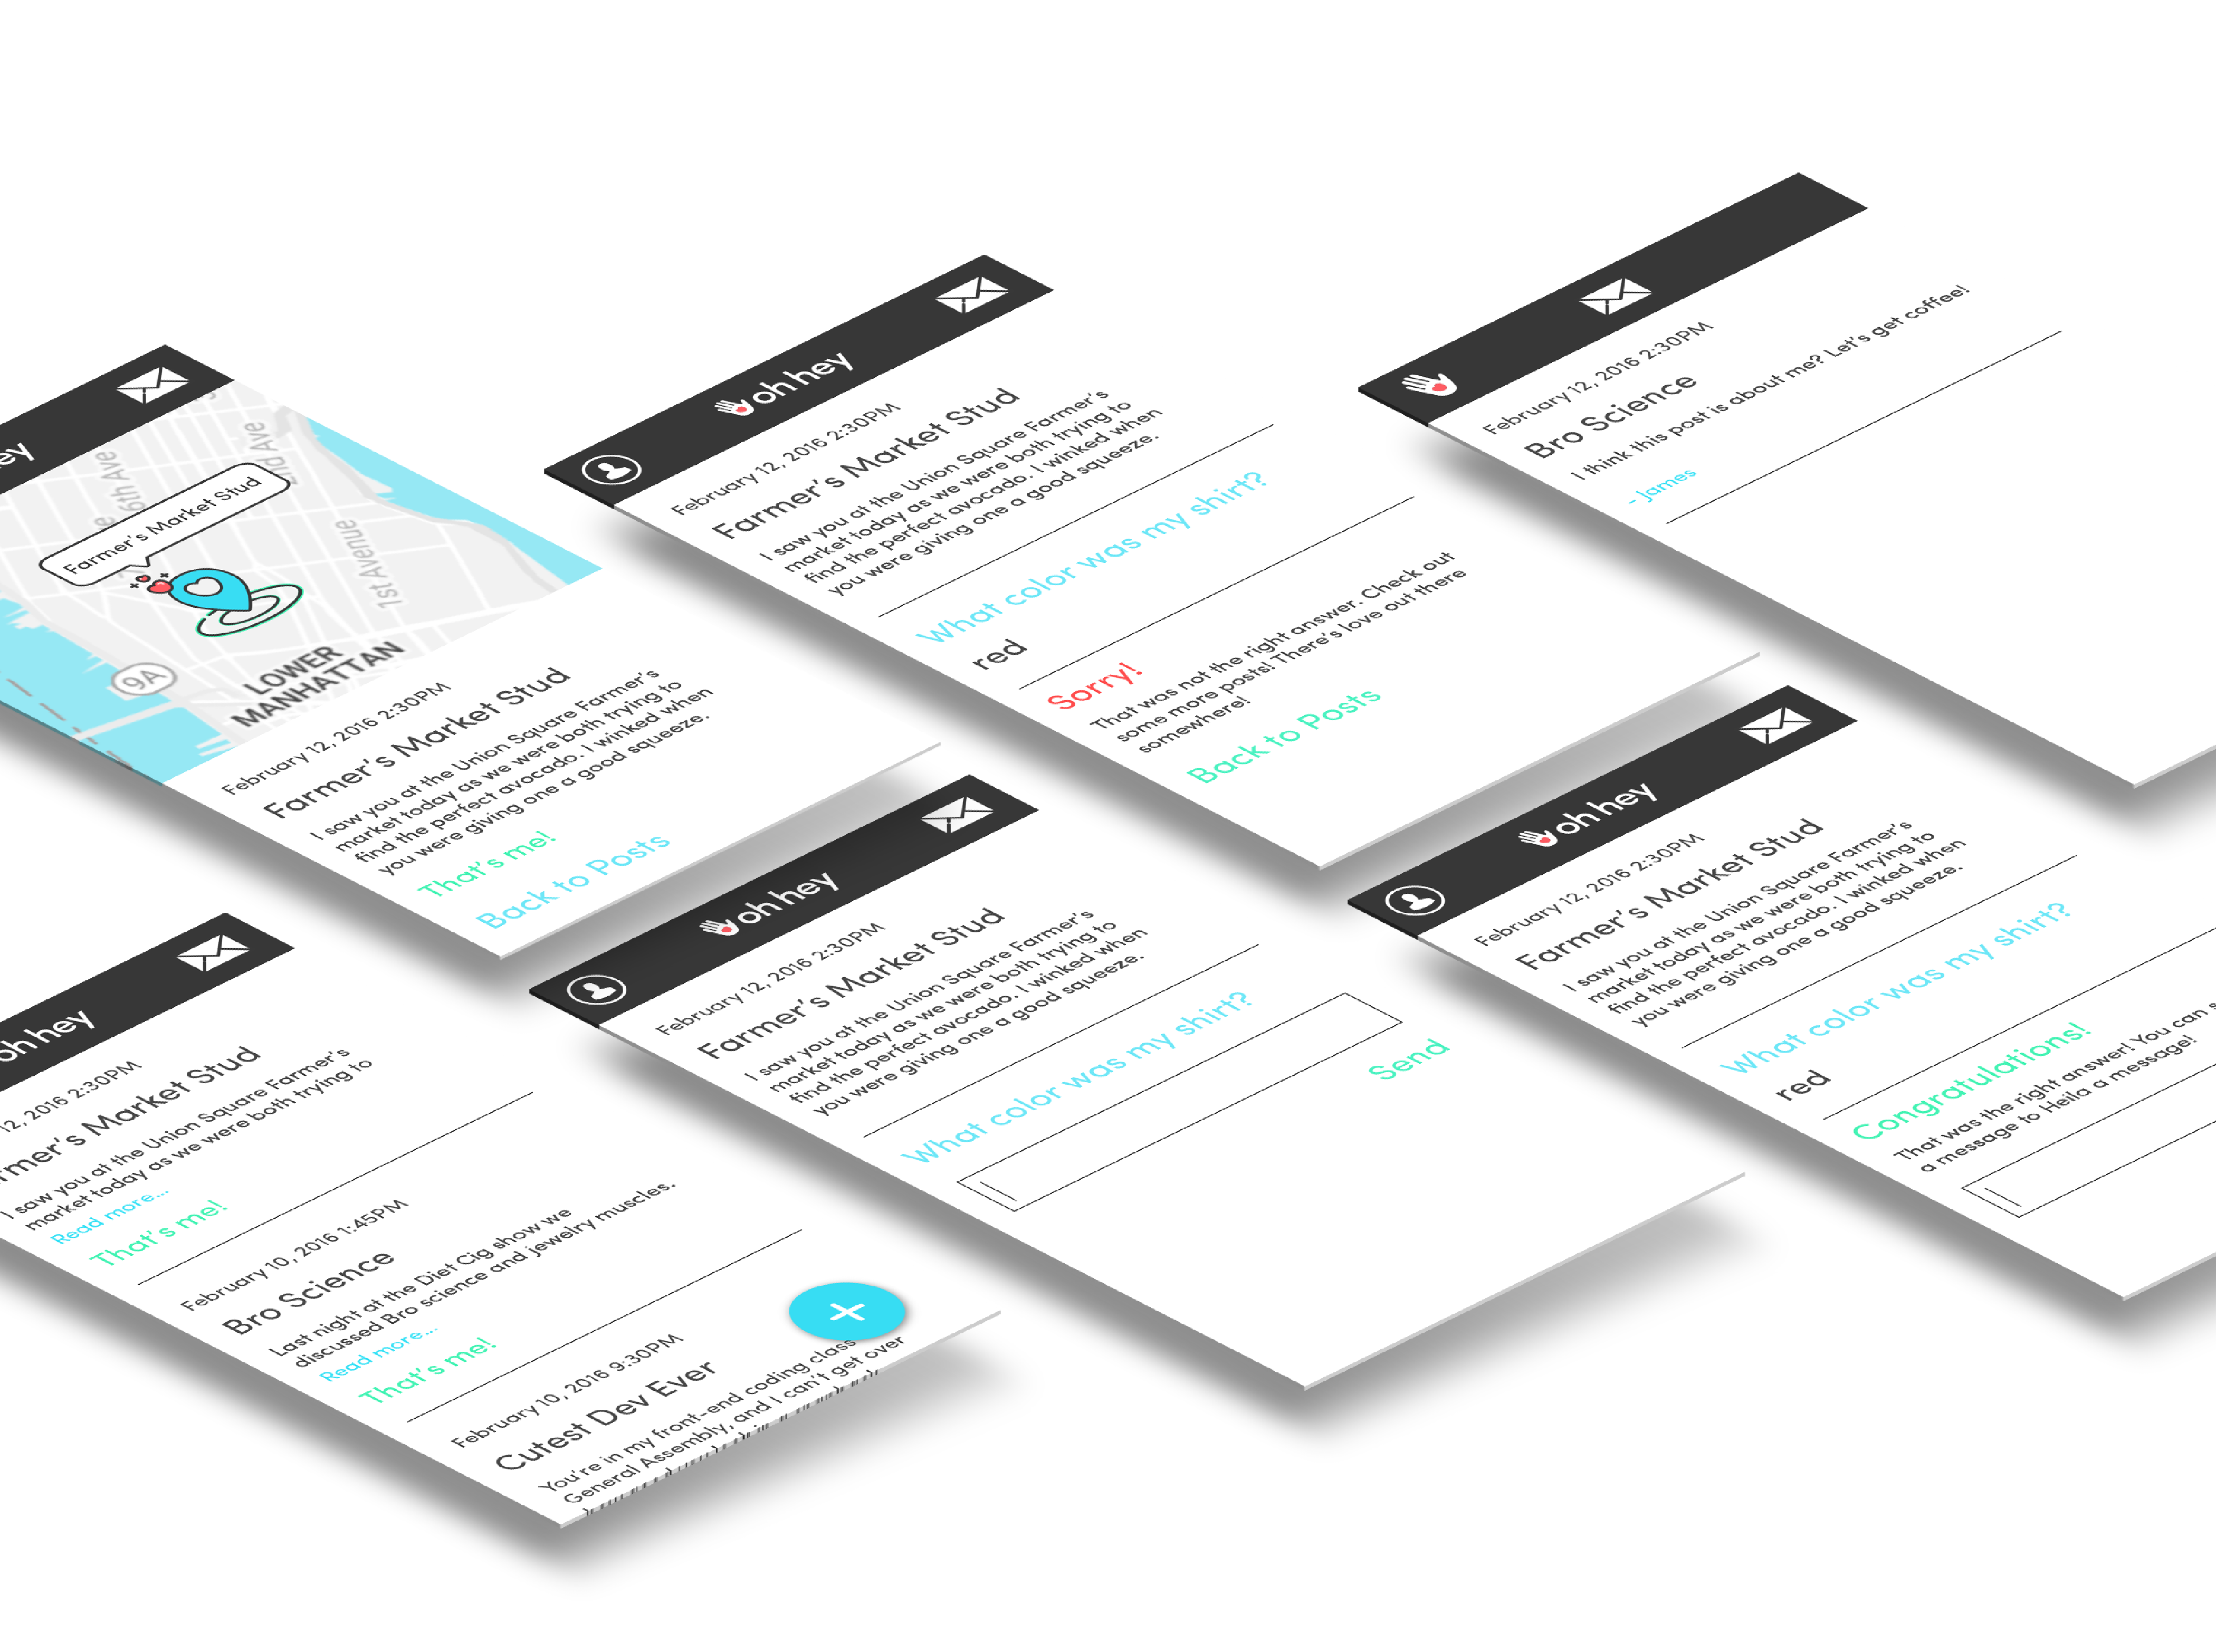 ey
6th Ave
2nd Ave
Farmer's Market Stud
1st Avenue
9A
LOWER
MANHATTAN
February 12, 2016 2:30PM
Farmer's Market Stud
I saw you at the Union Square Farmer's
market today as we were both trying to
find the perfect avocado. I winked when
you were giving one a good squeeze.
That's me!
Back to Posts
oh hey
February 12, 2016 2:30PM
Farmer's Market Stud
I saw you at the Union Square Farmer's
market today as we were both trying to
find the perfect avocado. I winked when
you were giving one a good squeeze.
What color was my shirt?
red
Sorry!
That was not the right answer. Check out
some more posts! There's love out there
somewhere!
Back to Posts
February 12, 2016 2:30PM
Bro Science
I think this post is about me? Let's get coffee!
- James
oh hey
12, 2016 2:30PM
rmer's Market Stud
I saw you at the Union Square Farmer's
market today as we were both trying to
Read more...
That's me!
February 10, 2016 1:45PM
Bro Science
Last night at the Diet Cig show we
discussed Bro science and jewelry muscles.
Read more...
That's me!
February 10, 2016 9:30PM
Cutest Dev Ever
You're in my front-end coding class
General Assembly, and I can't get over
oh hey
February 12, 2016 2:30PM
Farmer's Market Stud
I saw you at the Union Square Farmer's
market today as we were both trying to
find the perfect avocado. I winked when
you were giving one a good squeeze.
What color was my shirt?
Send
oh hey
February 12, 2016 2:30PM
Farmer's Market Stud
I saw you at the Union Square Farmer's
market today as we were both trying to
find the perfect avocado. I winked when
you were giving one a good squeeze.
What color was my shirt?
red
Congratulations!
That was the right answer! You can s
a message to Heila a message!